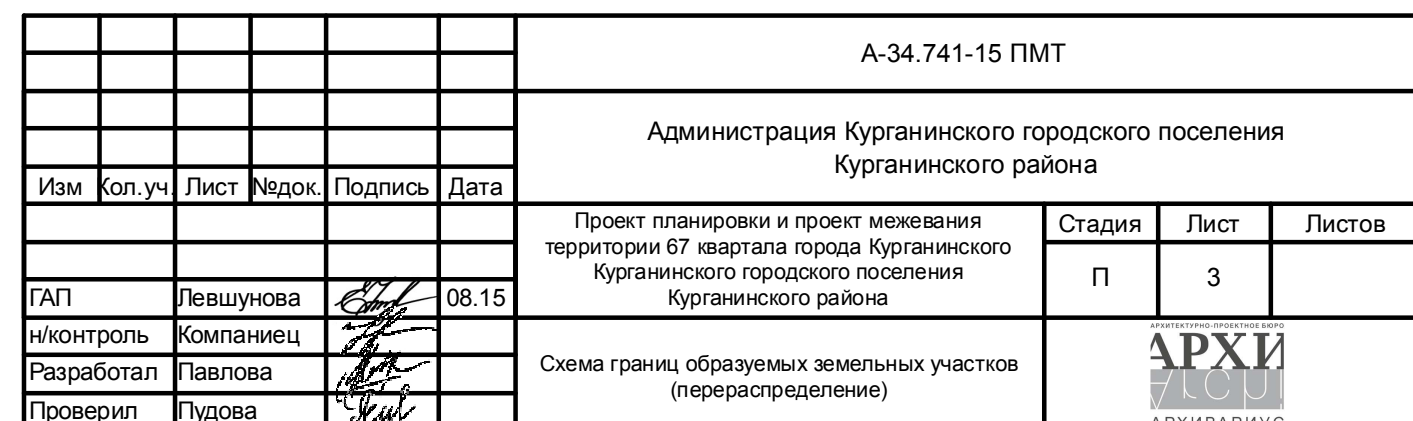 А-34.741-15 ПМТ
Администрация Курганинского городского поселения
Курганинского района
Изм Кол.уч. Лист №док. Подпись Дата
Проект планировки и проект межевания
территории 67 квартала города Курганинского
Курганинского городского поселения
Курганинского района
Стадия Лист Листов
П 3
ГАП Левшунова 08.15
н/контроль Компаниец
Разработал Павлова
Проверил Пудова
Схема границ образуемых земельных участков
(перераспределение)
АРХИТЕКТУРНО-ПРОЕКТНОЕ БЮРО
АРХИ
АРХИВАРИУС